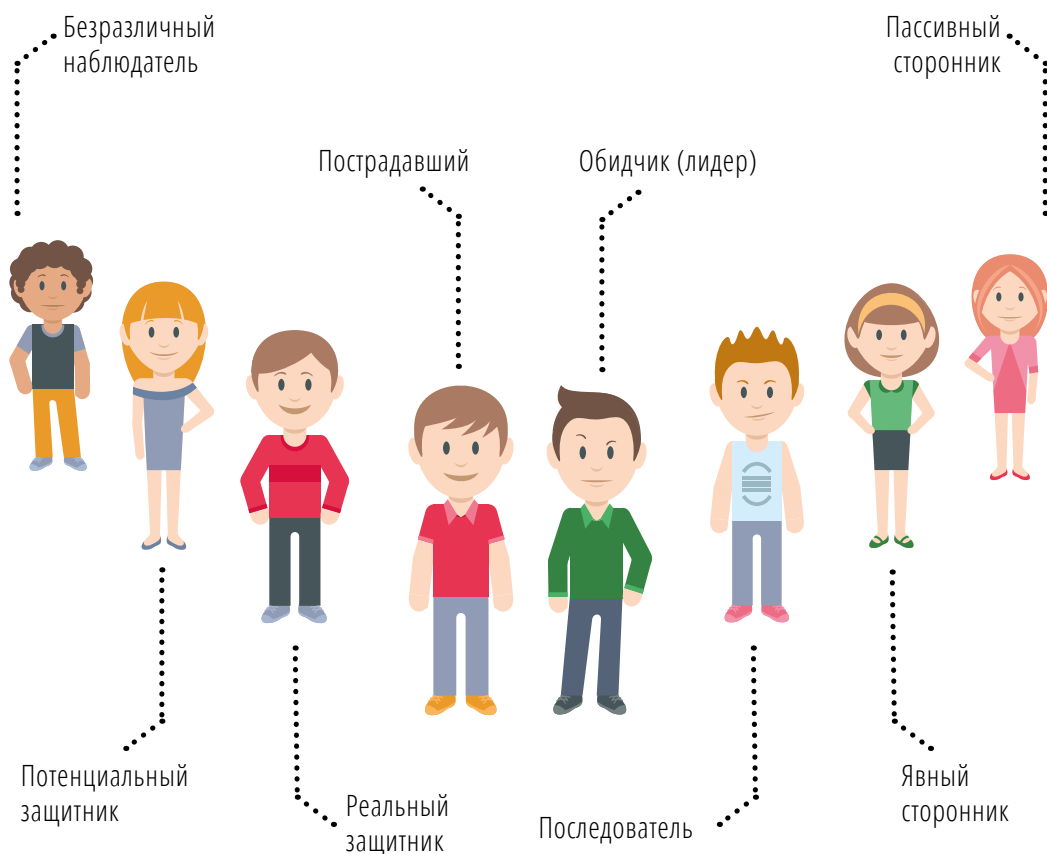 Безразличный
наблюдатель
Пассивный
сторонник
Пострадавший
Обидчик (лидер)
Потенциальный
защитник
Реальный
защитник
Последователь
Явный
сторонник